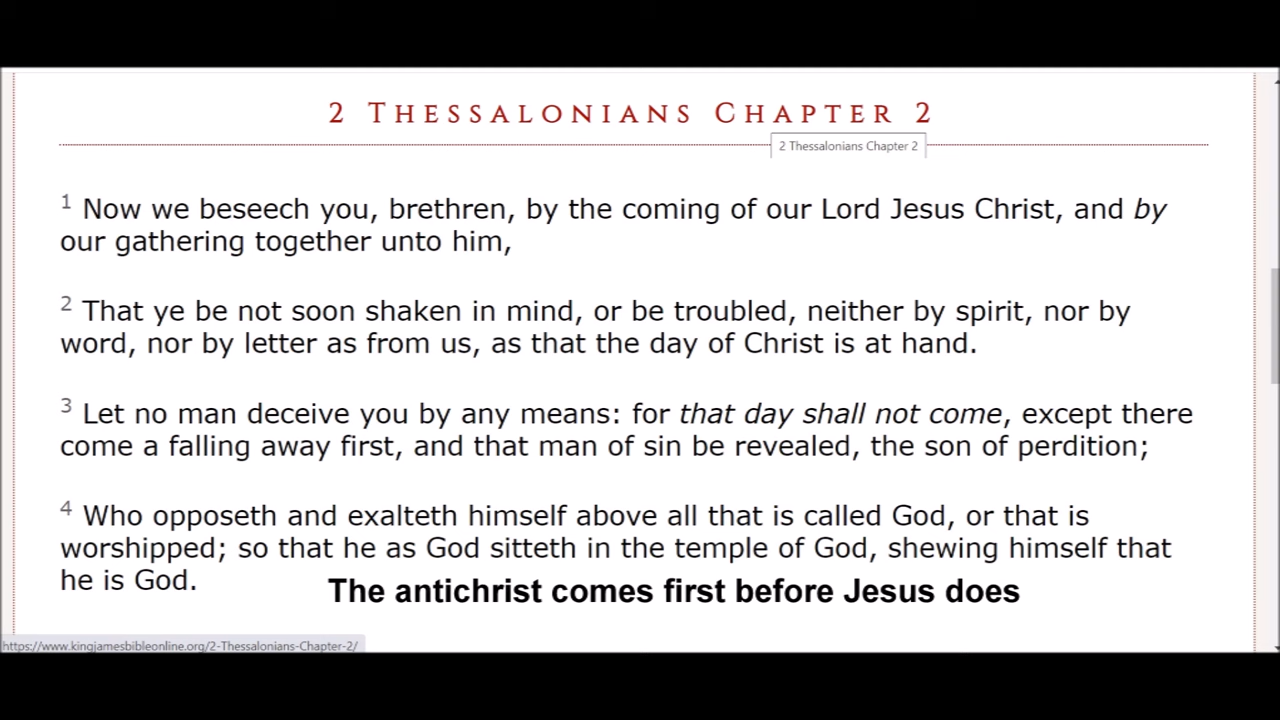 2 Thessalonians Chapter 2
2 Thessalonians Chapter 2
1 Now we beseech you, brethren, by the coming of our Lord Jesus Christ, and by
our gathering together unto him,
2 That ye be not soon shaken in mind, or be troubled, neither by spirit, nor by
word, nor by letter as from us, as that the day of Christ is at hand.
3 Let no man deceive you by any means: for that day shall not come, except there
come a falling away first, and that man of sin be revealed, the son of perdition;
4 Who opposeth and exalteth himself above all that is called God, or that is
worshipped; so that he as God sitteth in the temple of God, shewing himself that
he is God.
The antichrist comes first before Jesus does
https://www.kingjamesbibleonline.org/2-Thessalonians-Chapter-2/